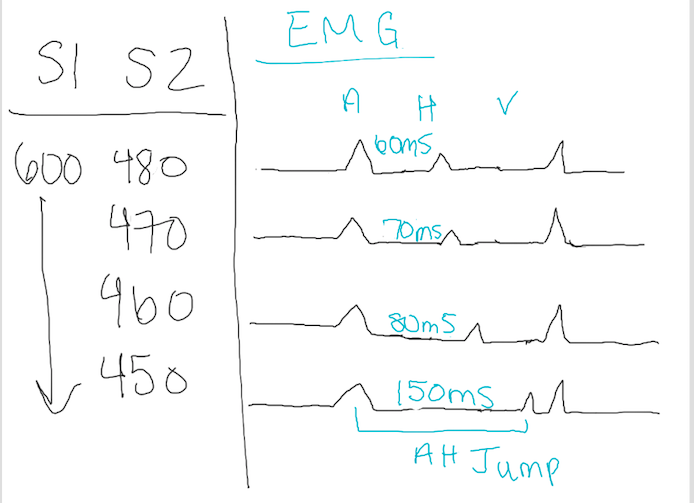 EMG
S1 S2
A H V
600 480 60ms
470 70ms
460 80ms
450 150ms
AH Jump